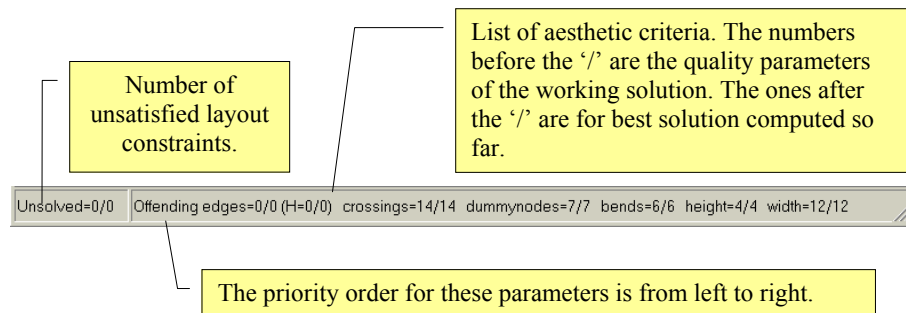 List of aesthetic criteria. The numbers
before the ‘/’ are the quality parameters
of the working solution. The ones after
the ‘/’ are for best solution computed so
far.
Number of
unsatisfied layout
constraints.
Unsolved=0/0 Offending edges=0/0 (H=0/0) crossings=14/14 dummynodes=7/7 bends=6/6 height=4/4 width=12/12
The priority order for these parameters is from left to right.